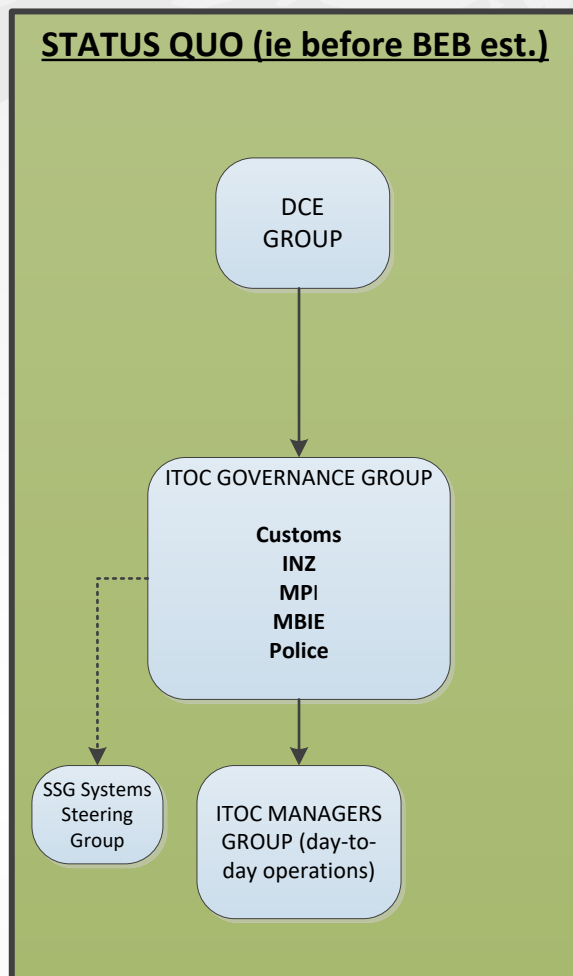 STATUS QUO (ie before BEB est.)
DCE
GROUP
ITOC GOVERNANCE GROUP
Customs
INZ
MPI
MBIE
Police
SSG Systems
Steering
Group
ITOC MANAGERS
GROUP (day-to-
day operations)